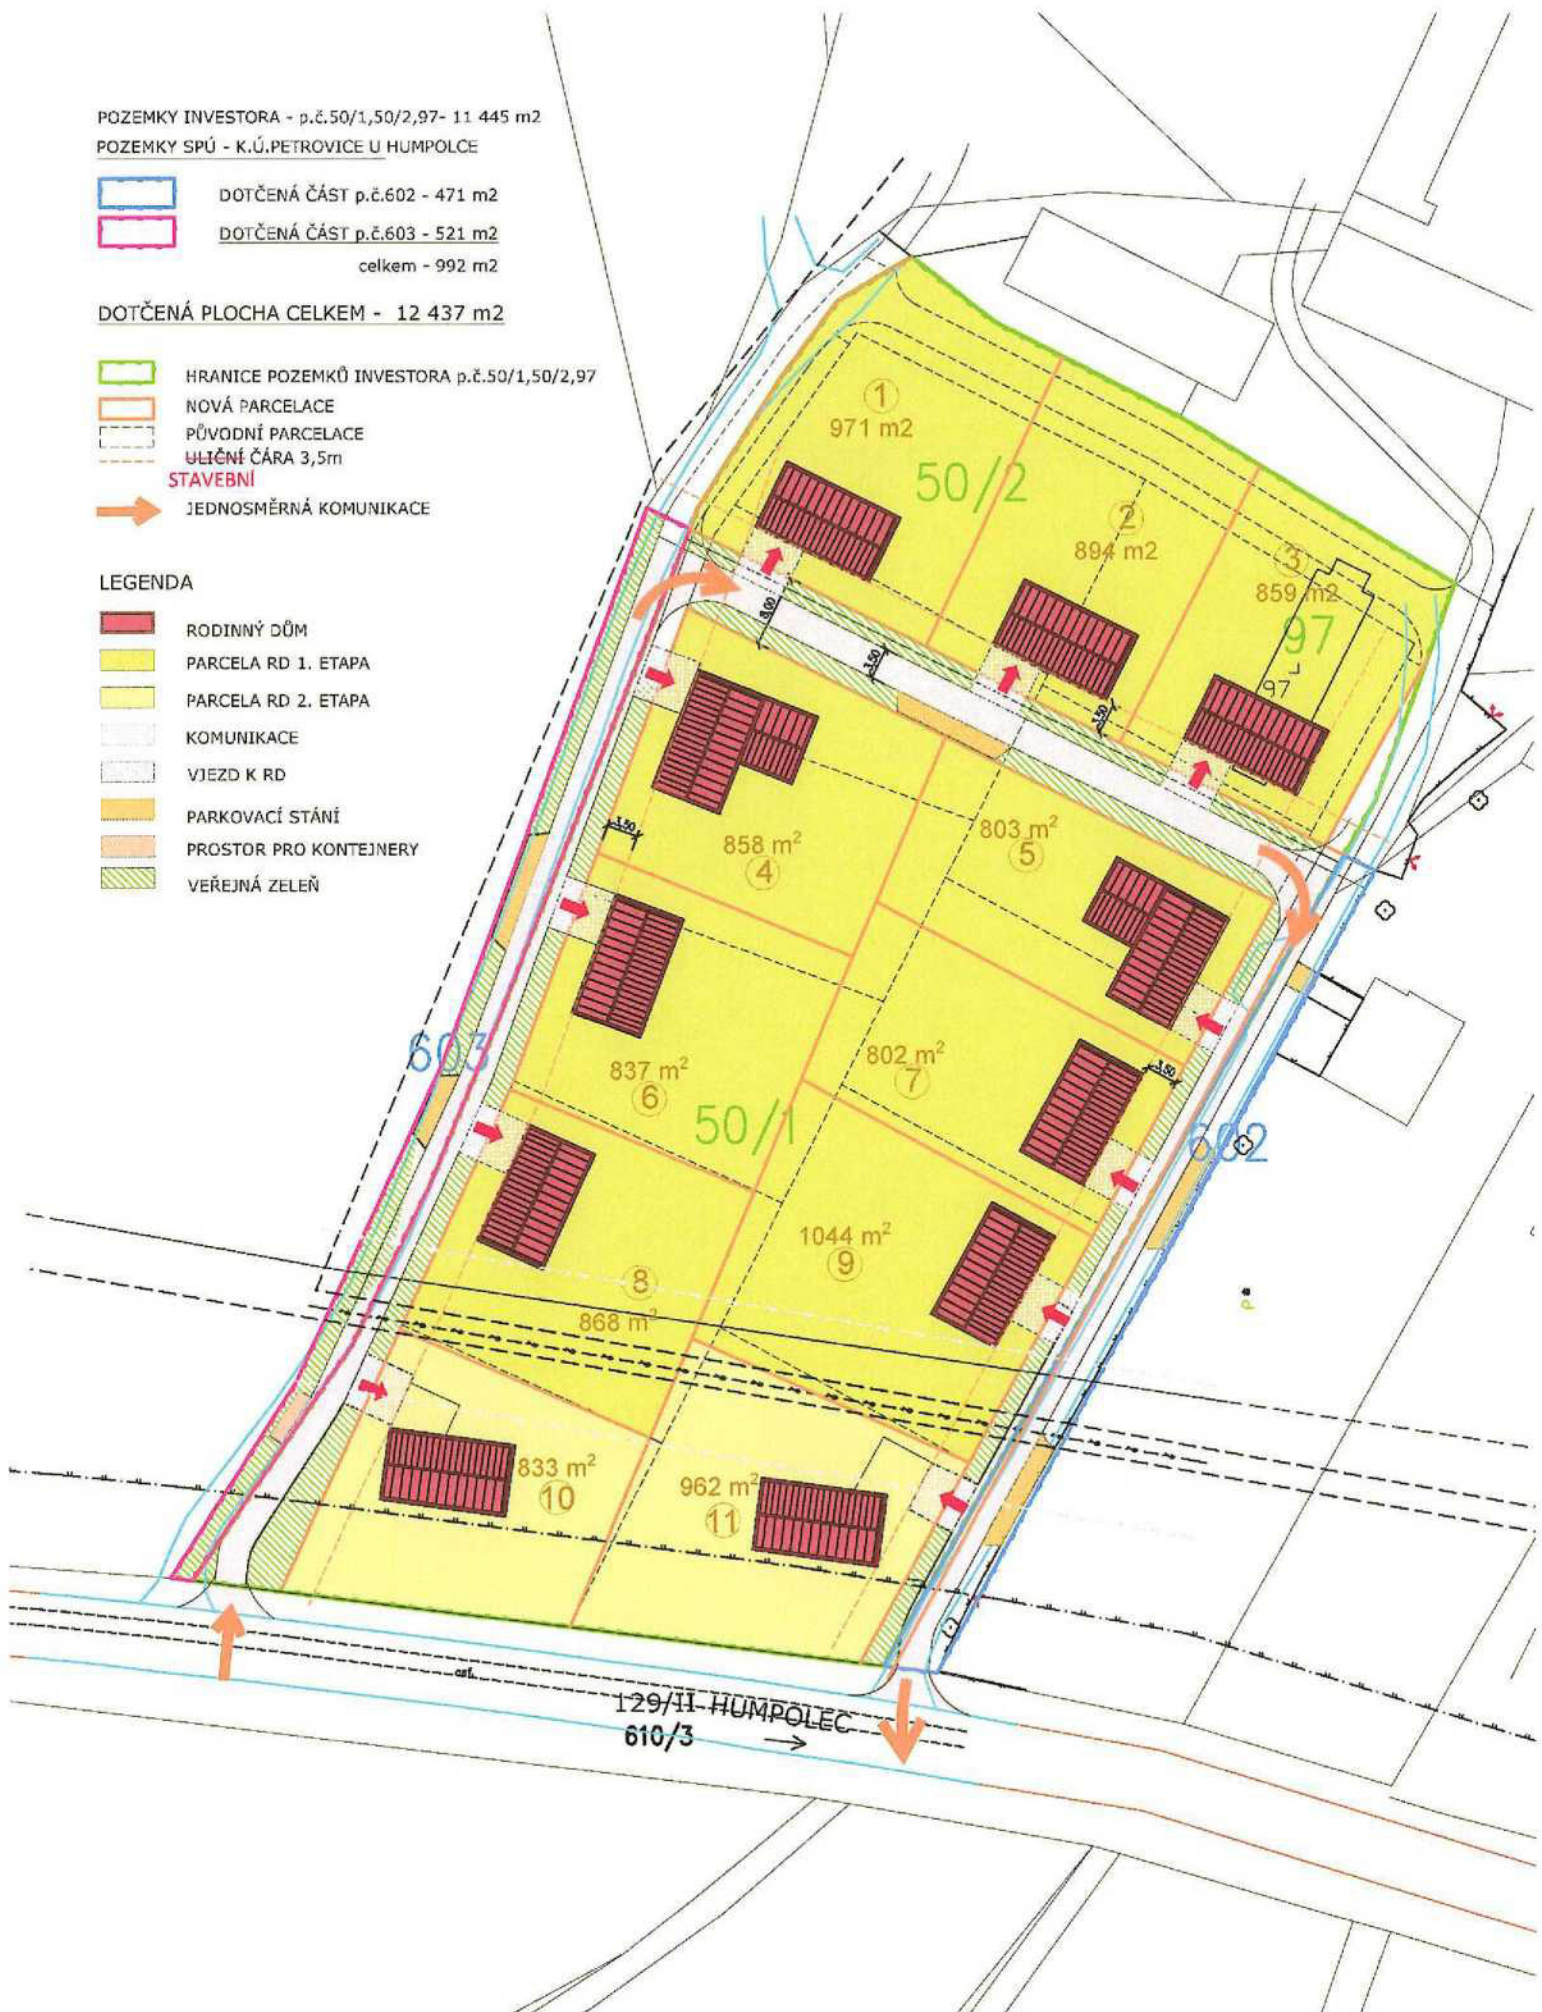 POZEMKY INVESTORA - p.č.50/1,50/2,97- 11 445 m2
POZEMKY SPÚ - K.Ú.PETROVICE U HUMPOLCE
DOTČENÁ ČÁST p.č.602 - 471 m2
DOTČENÁ ČÁST p.č.603 - 521 m2
celkem - 992 m2
DOTČENÁ PLOCHA CELKEM - 12 437 m2
HRANICE POZEMKŮ INVESTORA p.č.50/1,50/2,97
NOVÁ PARCELACE
PŮVODNÍ PARCELACE
ULIČNÍ ČÁRA 3,5m
STAVEBNÍ
JEDNOSMĚRNÁ KOMUNIKACE
LEGENDA
RODINNÝ DŮM
PARCELA RD 1. ETAPA
PARCELA RD 2. ETAPA
KOMUNIKACE
VJEZD K RD
PARKOVACÍ STÁNÍ
PROSTOR PRO KONTEJNERY
VEŘEJNÁ ZELEŇ
1
971 m2
50/2
2
894 m2
3
859 m2
97
97
8,00
3,50
3,50
858 m²
4
803 m²
5
3,50
603
837 m²
6
802 m²
7
3,50
50/1
602
1044 m²
9
8
868 m²
833 m²
10
962 m²
11
129/II HUMPOLEC
610/3